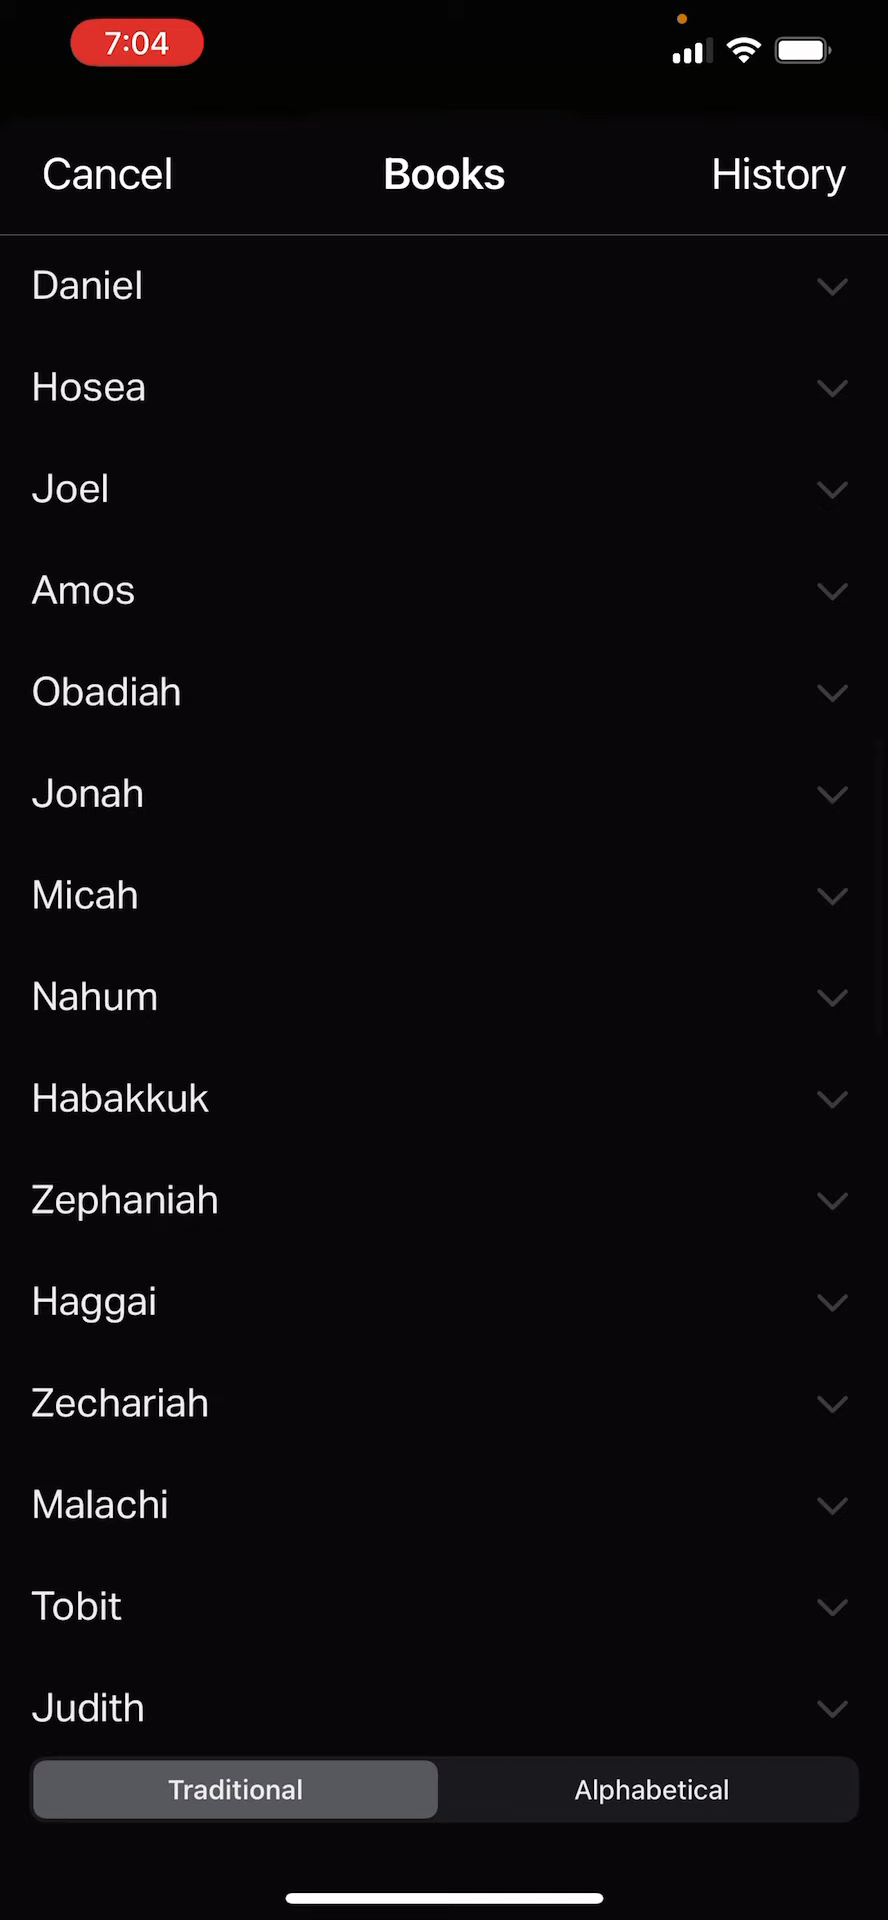 7:04
Cancel Books History
Daniel
Hosea
Joel
Amos
Obadiah
Jonah
Micah
Nahum
Habakkuk
Zephaniah
Haggai
Zechariah
Malachi
Tobit
Judith
Traditional Alphabetical